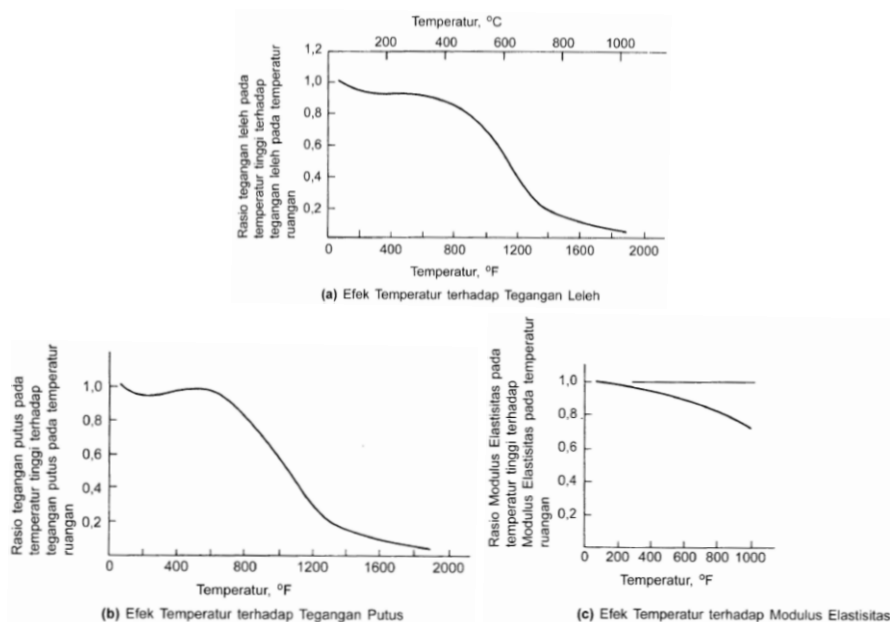 Temperatur, °C
200 400 600 800 1000
1,2
1,0
0,8
0,6
0,4
0,2
Rasio tegangan leleh pada
temperatur tinggi terhadap
tegangan leleh pada temperatur
ruangan
0 400 800 1200 1600 2000
Temperatur, °F
(a) Efek Temperatur terhadap Tegangan Leleh
1,0
0,8
0,6
0,4
0,2
Rasio tegangan putus pada
temperatur tinggi terhadap
tegangan putus pada temperatur
ruangan
0 400 800 1200 1600 2000
Temperatur, °F
(b) Efek Temperatur terhadap Tegangan Putus
1,0
0,8
0,6
0,4
0,2
Rasio Modulus Elastisitas pada
temperatur tinggi terhadap
Modulus Elastisitas pada temperatur
ruangan
0 200 400 600 800 1000
Temperatur, °F
(c) Efek Temperatur terhadap Modulus Elastisitas